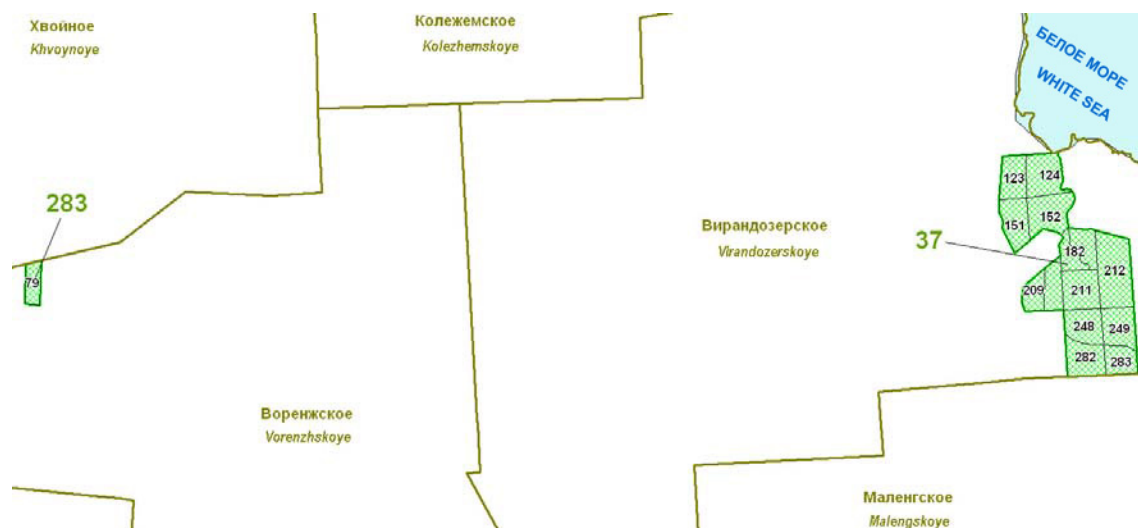 Хвойное
Khvoynoye
Колежемское
Kolezhemskoye
БЕЛОЕ МОРЕ
WHITE SEA
123
124
151
152
283
79
Вирандозерское
Virandozerskoye
37
182
212
209
211
248
249
282
283
Воренжское
Vorenzhskoye
Маленгское
Malengskoye